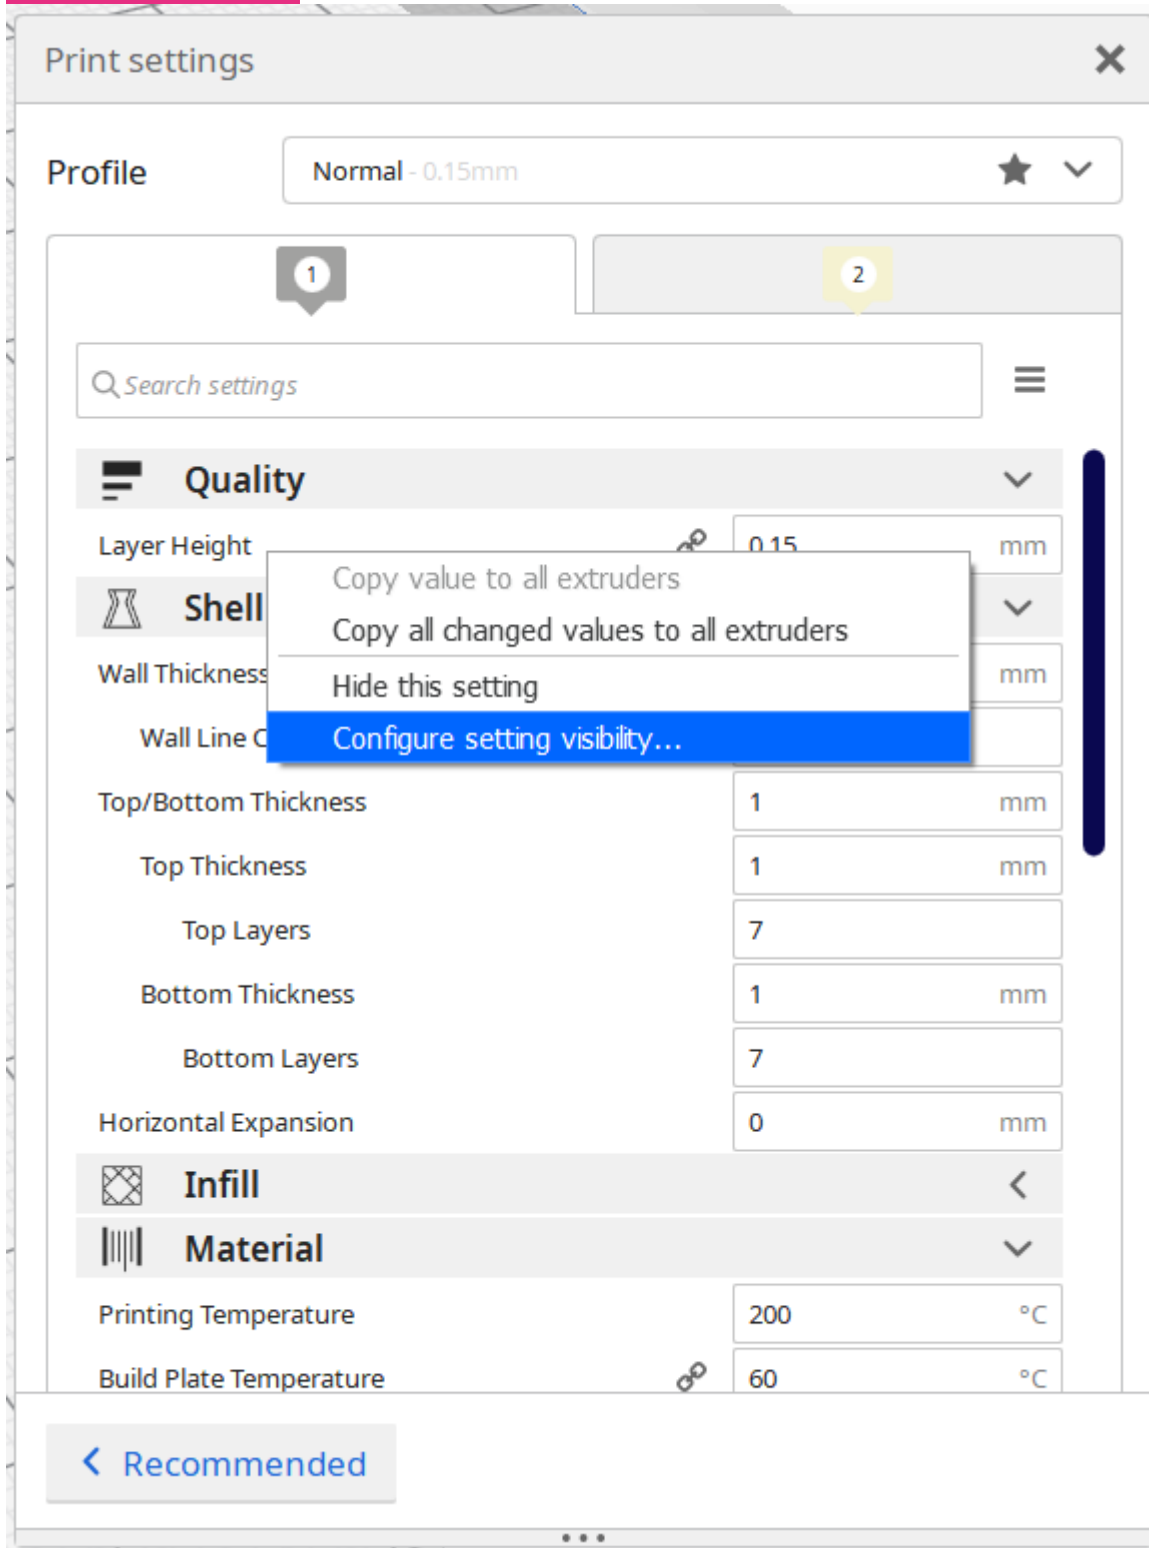 Print settings
Profile
Normal - 0.15mm
1
2
Search settings
Quality
Layer Height 0.15 mm
Copy value to all extruders
Shell
Copy all changed values to all extruders
Wall Thickness mm
Hide this setting
Wall Line
Configure setting visibility...
Top/Bottom Thickness 1 mm
Top Thickness 1 mm
Top Layers 7
Bottom Thickness 1 mm
Bottom Layers 7
Horizontal Expansion 0 mm
Infill
Material
Printing Temperature 200 °C
Build Plate Temperature 60 °C
Recommended